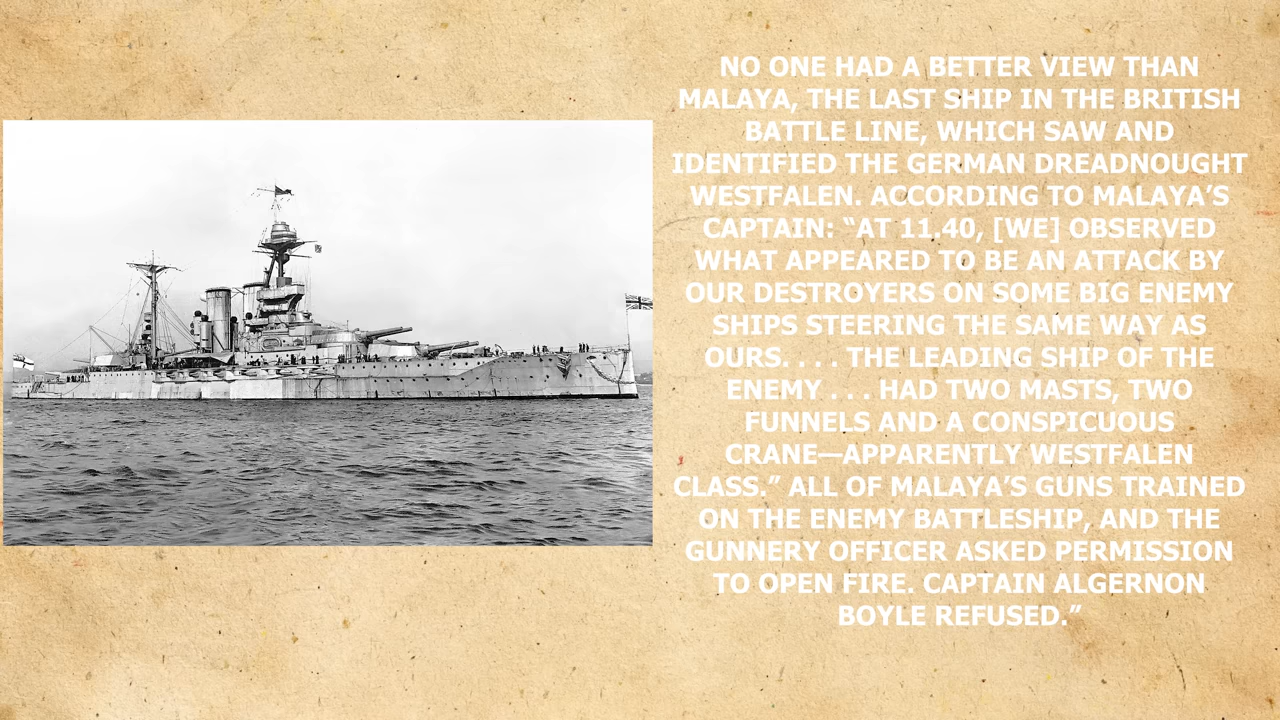 NO ONE HAD A BETTER VIEW THAN
MALAYA, THE LAST SHIP IN THE BRITISH
BATTLE LINE, WHICH SAW AND
IDENTIFIED THE GERMAN DREADNOUGHT
WESTFALEN. ACCORDING TO MALAYA’S
CAPTAIN: “AT 11.40, [WE] OBSERVED
WHAT APPEARED TO BE AN ATTACK BY
OUR DESTROYERS ON SOME BIG ENEMY
SHIPS STEERING THE SAME WAY AS
OURS. . . . THE LEADING SHIP OF THE
ENEMY . . . HAD TWO MASTS, TWO
FUNNELS AND A CONSPICUOUS
CRANE—APPARENTLY WESTFALEN
CLASS.” ALL OF MALAYA’S GUNS TRAINED
ON THE ENEMY BATTLESHIP, AND THE
GUNNERY OFFICER ASKED PERMISSION
TO OPEN FIRE. CAPTAIN ALGERNON
BOYLE REFUSED.”